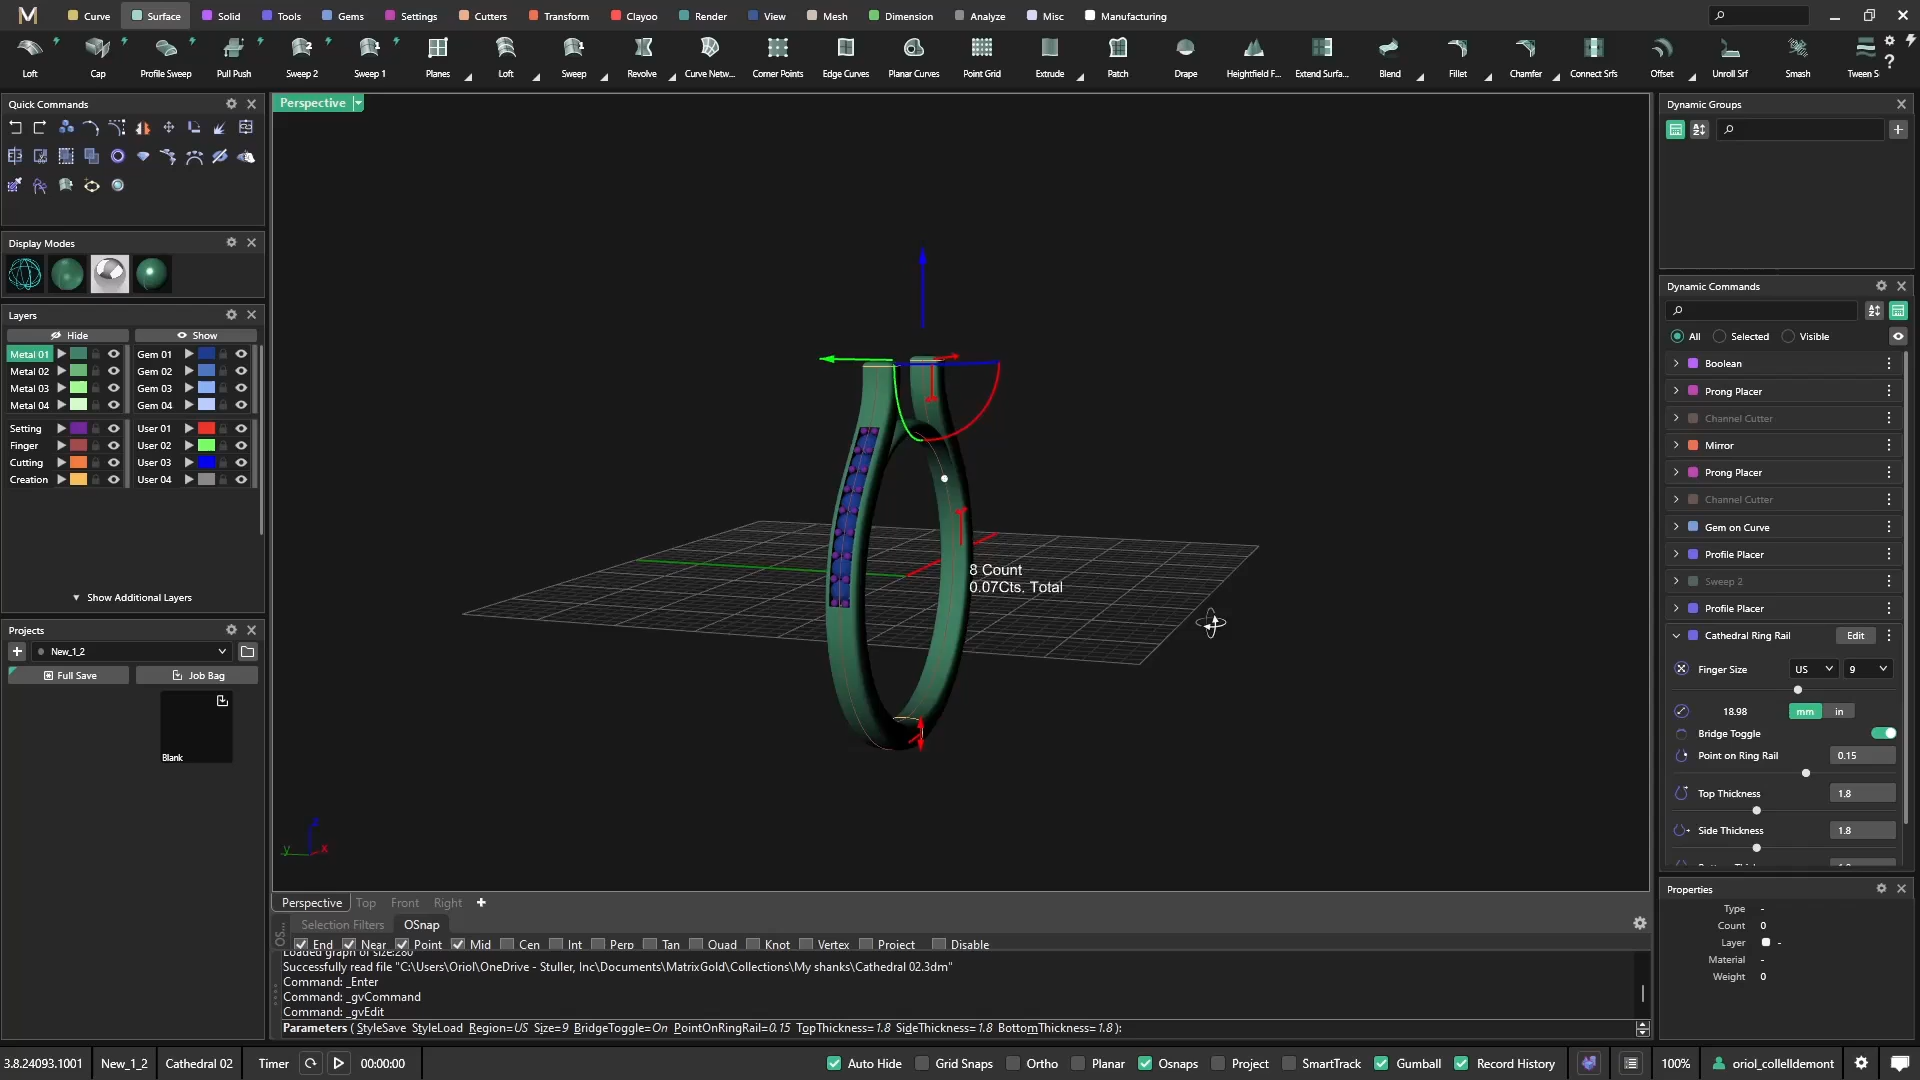 Curve Surface Solid Tools Gems Settings Cutters Transform Clayoo Render View Mesh Dimension Analyze Misc Manufacturing
Loft Cap Profile Sweep Pull Push Sweep 2 Sweep 1 Planes Loft Sweep Revolve Curve Netw... Corner Points Edge Curves Planar Curves Point Grid Extrude Patch Drape Heightfield F... Extend Surfa... Blend Fillet Chamfer Connect Srfs Offset Unroll Srf Smash Tween S
Quick Commands
Display Modes
Layers
Hide Show
Metal 01 Gem 01
Metal 02 Gem 02
Metal 03 Gem 03
Metal 04 Gem 04
Setting User 01
Finger User 02
Cutting User 03
Creation User 04
Show Additional Layers
Projects
New_1_2
Full Save Job Bag
Blank
Perspective
8 Count
0.07Cts. Total
z
y x
Perspective Top Front Right
Selection Filters OSnap
OS...
End Near Point Mid Cen Int Perp Tan Quad Knot Vertex Project Disable
Loaded graph of size:280
Successfully read file "C:\Users\Oriol\OneDrive - Stuller, Inc\Documents\MatrixGold\Collections\My shanks\Cathedral 02.3dm"
Command: _Enter
Command: _gvCommand
Command: _gvEdit
Parameters ( StyleSave StyleLoad Region=US Size=9 BridgeToggle=On PointOnRingRail=0.15 TopThickness=1.8 SideThickness=1.8 BottomThickness=1.8 ):
Dynamic Groups
Dynamic Commands
All Selected Visible
Boolean
Prong Placer
Channel Cutter
Mirror
Prong Placer
Channel Cutter
Gem on Curve
Profile Placer
Sweep 2
Profile Placer
Cathedral Ring Rail Edit
Finger Size US 9
18.98 mm in
Bridge Toggle
Point on Ring Rail 0.15
Top Thickness 1.8
Side Thickness 1.8
Properties
Type -
Count 0
Layer -
Material -
Weight 0
3.8.24093.1001 New_1_2 Cathedral 02 Timer 00:00:00 Auto Hide Grid Snaps Ortho Planar Osnaps Project SmartTrack Gumball Record History 100% oriol_collelldemont